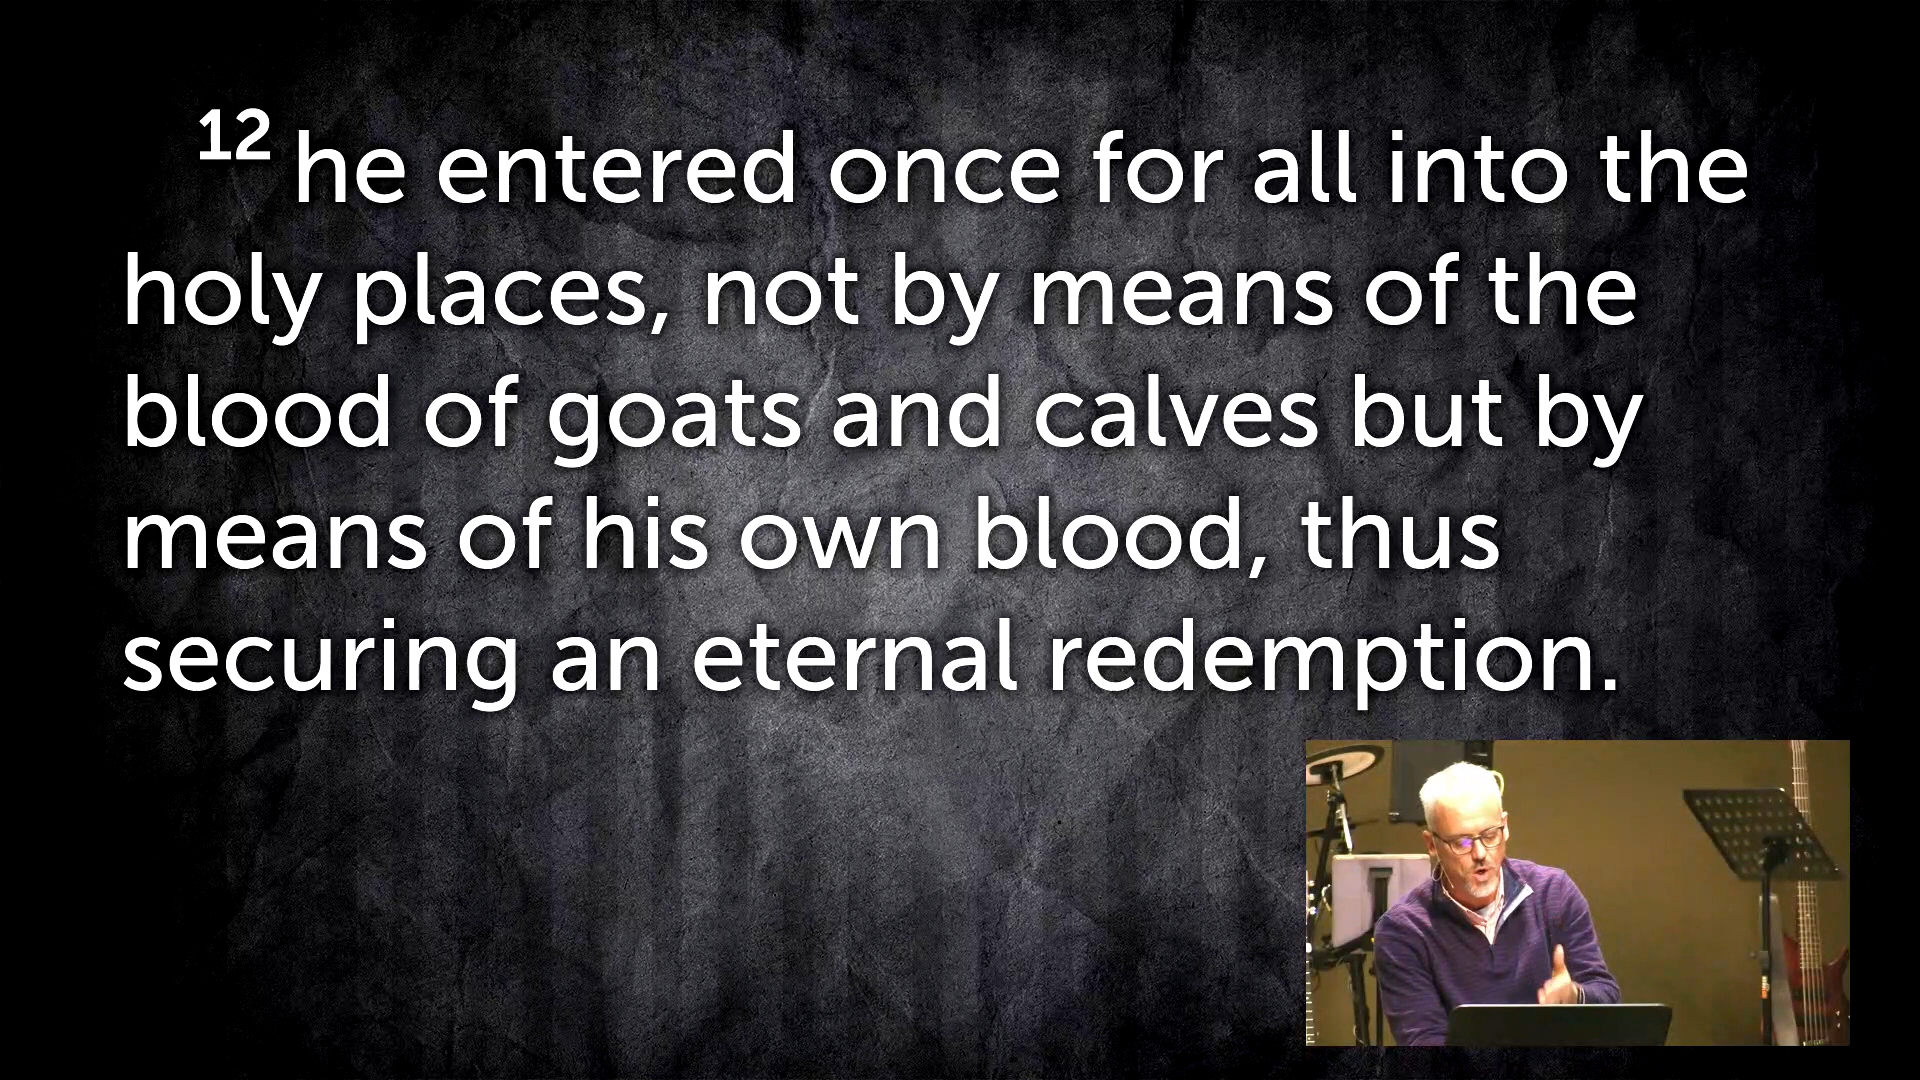 12 he entered once for all into the
holy places, not by means of the
blood of goats and calves but by
means of his own blood, thus
securing an eternal redemption.